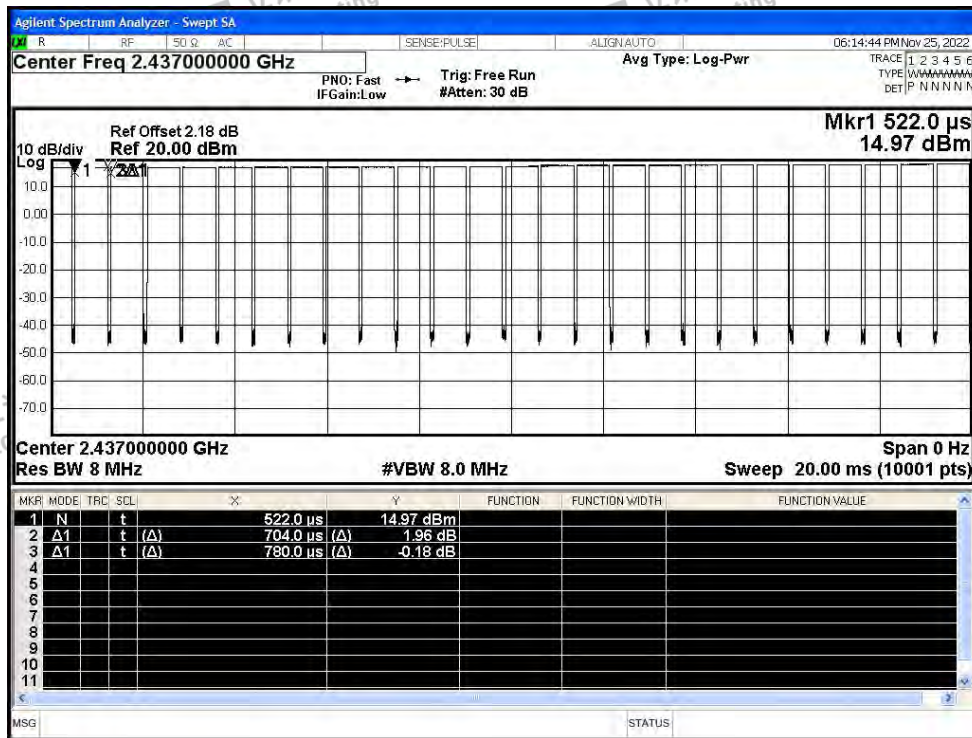 Agilent Spectrum Analyzer - Swept SA
LXI R RF 50 Ω AC SENSE:PULSE ALIGN AUTO 06:14:44 PM Nov 25, 2022
Center Freq 2.437000000 GHz
Avg Type: Log-Pwr
TRACE 1 2 3 4 5 6
TYPE WWWWWW
DET P N N N N N
PNO: Fast
IFGain:Low
Trig: Free Run
#Atten: 30 dB
Mkr1 522.0 µs
14.97 dBm
Ref Offset 2.18 dB
10 dB/div Ref 20.00 dBm
Log
1
10.0
0.00
-10.0
-20.0
-30.0
-40.0
-50.0
-60.0
-70.0
Center 2.437000000 GHz Span 0 Hz
Res BW 8 MHz #VBW 8.0 MHz Sweep 20.00 ms (10001 pts)
MKR MODE TRC SCL X Y FUNCTION FUNCTION WIDTH FUNCTION VALUE
1 N t 522.0 µs 14.97 dBm
2 Δ1 t (Δ) 704.0 µs (Δ) 1.96 dB
3 Δ1 t (Δ) 780.0 µs (Δ) -0.18 dB
4
5
6
7
8
9
10
11
MSG STATUS